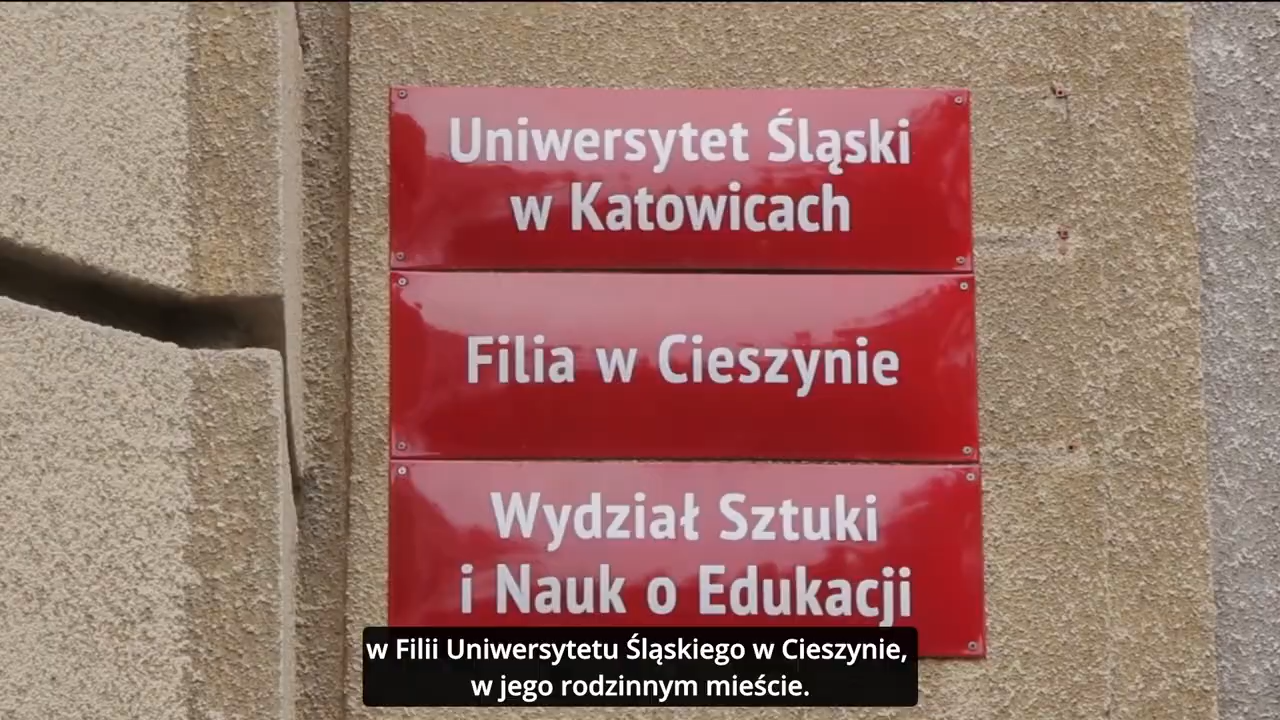 Uniwersytet Śląski
w Katowicach
Filia w Cieszynie
Wydział Sztuki
i Nauk o Edukacji
w Filii Uniwersytetu Śląskiego w Cieszynie,
w jego rodzinnym mieście.